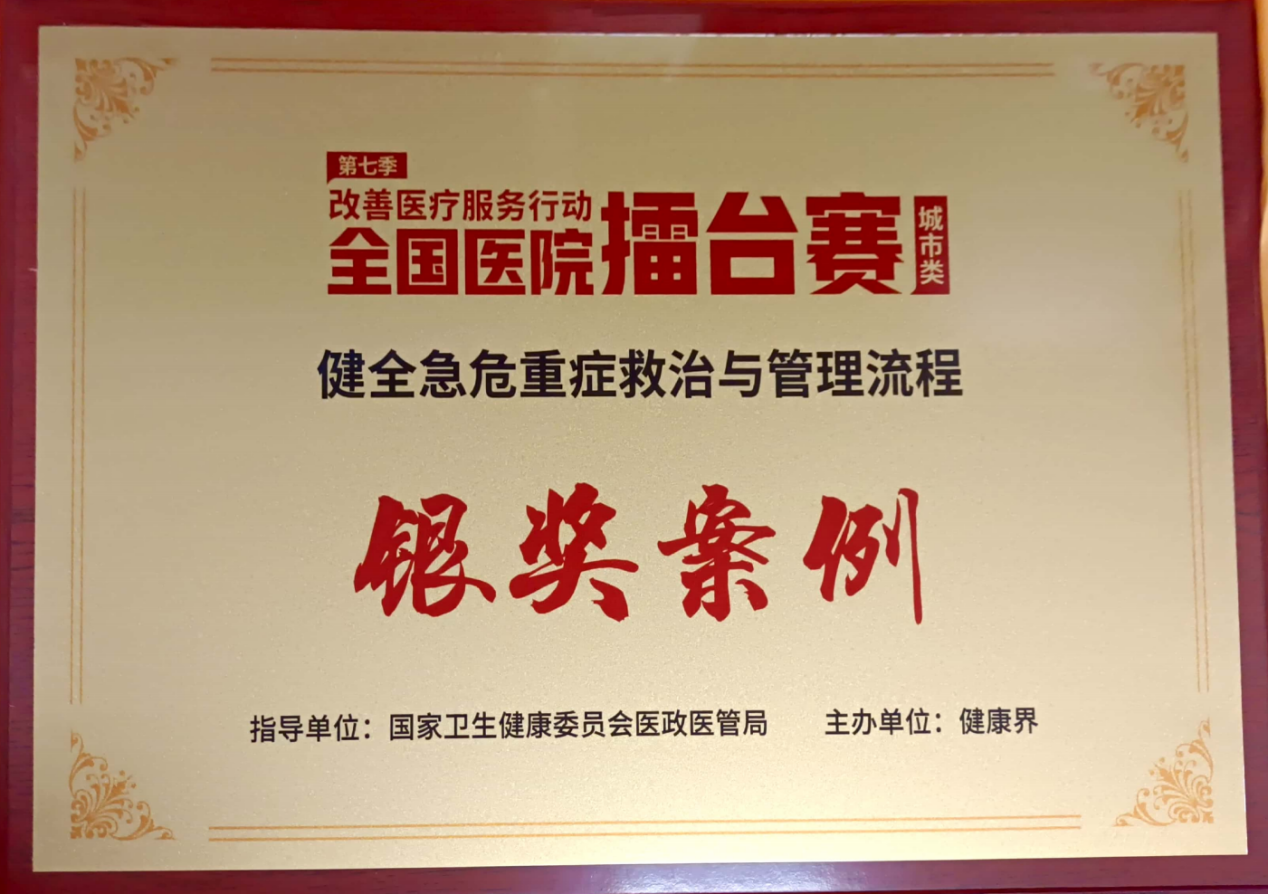 第七季
改善医疗服务行动
全国医院擂台赛 城市类
健全急危重症救治与管理流程
银奖案例
指导单位：国家卫生健康委员会医政医管局 主办单位：健康界